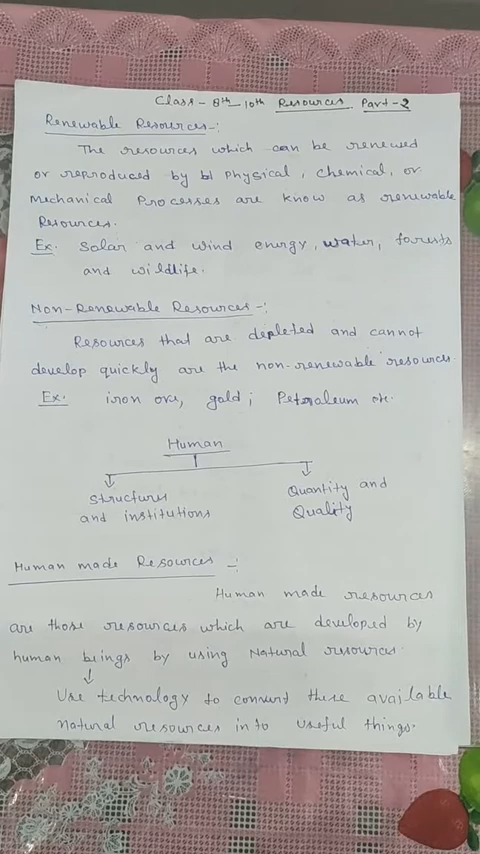 Class - 8th - 10th Resources Part-2
Renewable Resources -:
The resources which can be renewed
or reproduced by physical, chemical, or
Mechanical Processes are know as renewable
Resources.
Ex. Solar and wind energy, water, forests
and wildlife.
Non-Renewable Resources -:
Resources that are depleted and cannot
develop quickly are the non-renewable resources.
Ex. iron ore, gold; Petroleum etc.
Human
↓ ↓
Structures Quantity and
and institutions Quality
Human made Resources -:
Human made resources
are those resources which are developed by
human beings by using Natural resources.
↓
Use technology to convert these available
natural resources in to useful things.